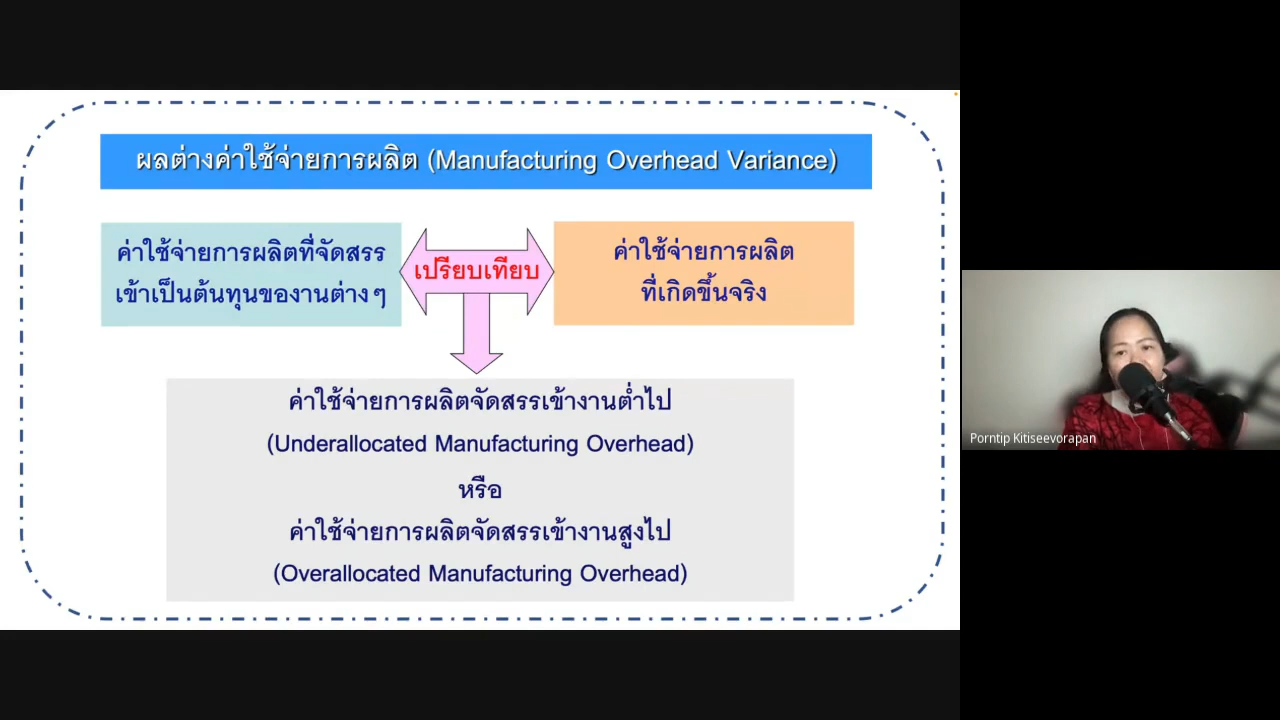 ผลต่างค่าใช้จ่ายการผลิต (Manufacturing Overhead Variance)
ค่าใช้จ่ายการผลิตที่จัดสรร
เข้าเป็นต้นทุนของงานต่างๆ
เปรียบเทียบ
ค่าใช้จ่ายการผลิต
ที่เกิดขึ้นจริง
ค่าใช้จ่ายการผลิตจัดสรรเข้างานต่ำไป
(Underallocated Manufacturing Overhead)
หรือ
ค่าใช้จ่ายการผลิตจัดสรรเข้างานสูงไป
(Overallocated Manufacturing Overhead)
Porntip Kitiseevorapan